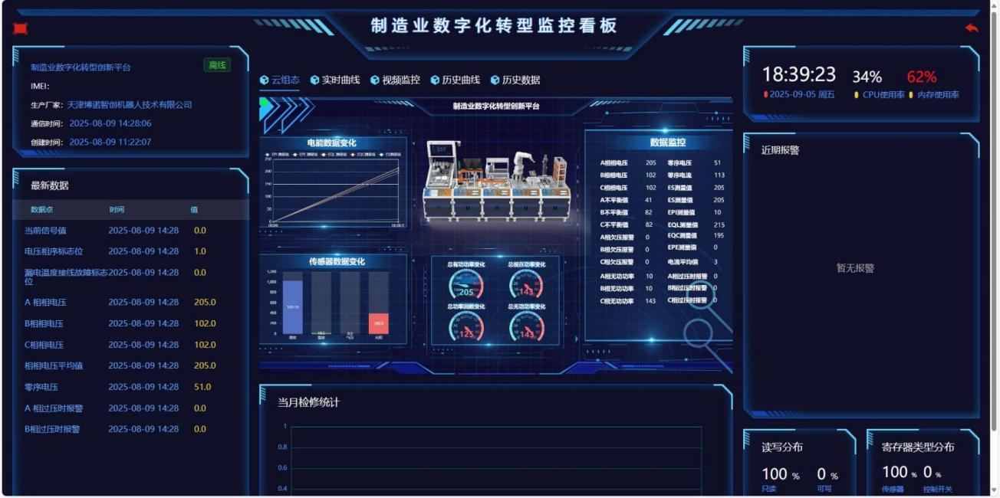 制造业数字化转型监控看板
制造业数字化转型创新平台
离线
IMEI:
生产厂家: 天津博诺智创机器人技术有限公司
通信时间: 2025-08-09 14:28:06
创建时间: 2025-08-09 11:22:07
最新数据
数据点 时间 值
当前信号值 2025-08-09 14:28 0.0
电压相序标志位 2025-08-09 14:28 1.0
漏电温度接线故障标志位 2025-08-09 14:28 0.0
A 相相电压 2025-08-09 14:28 205.0
B相相电压 2025-08-09 14:28 102.0
C相相电压 2025-08-09 14:28 102.0
相相电压平均值 2025-08-09 14:28 205.0
零序电压 2025-08-09 14:28 51.0
A 相过压时报警 2025-08-09 14:28 0.0
B相过压时报警 2025-08-09 14:28 0.0
云组态 实时曲线 视频监控 历史曲线 历史数据
制造业数字化转型创新平台
电能数据变化
EPI 测量值 EPE 测量值 EQL 测量值 EQC测量值 ES测量值
250
200
150
100
50
0
传感器数据变化
1,200
1,000
800
600
400
200
0
总有功功率变化 总视在功率变化
205 143
总功率因数变化 总无功功率变化
125 143
数据监控
A相相电压 205 零序电压 51
B相相电压 102 零序电流 113
C相相电压 102 ES测量值 205
A不平衡值 41 ES测量值 205
B不平衡值 82 EPI测量值 10
C不平衡值 82 EQL测量值 215
A相欠压报警 0 EQC测量值 195
B相欠压报警 0 EPE测量值 0
C相欠压报警 0 电流平均值 3
A相无功功率 10 A相过压时报警 0
B相无功功率 10 B相过压时报警 0
C相无功功率 143 C相过压时报警 0
当月检修统计
1
0.8
0.6
0.4
18:39:23 34% 62%
2025-09-05 周五 CPU使用率 内存使用率
近期报警
暂无报警
读写分布
100 % 0 %
只读 可写
寄存器类型分布
100 % 0 %
传感器 控制开关